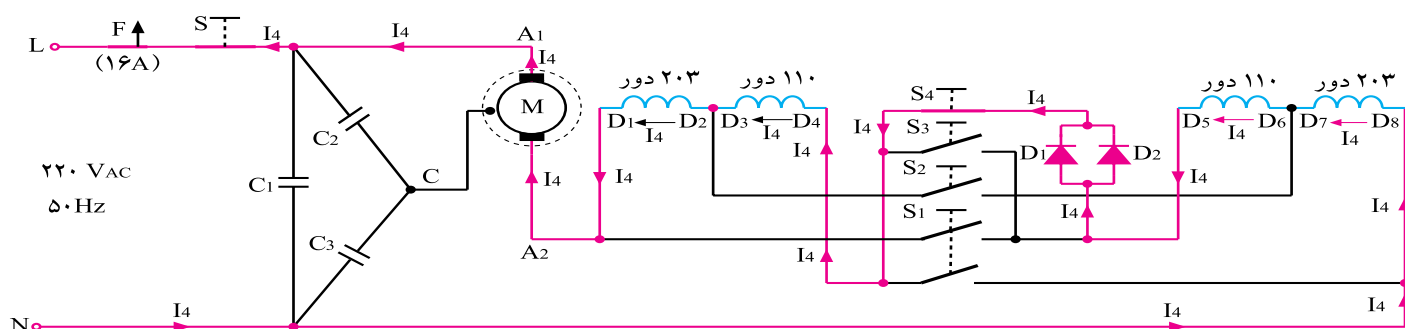 F S I4 I4 A1 I4
L
(۱۶A)
M
۲۰۳ دور ۱۱۰ دور
D1 I4 D2 D3 I4 D4
S4 I4
S3
I4
S2
S1
D1 D2
۱۱۰ دور ۲۰۳ دور
D5 I4 D6 D7 I4 D8
C2
C
C1
C3
۲۲۰ VAC
۵۰Hz
I4 I4 I4 I4 I4 I4
A2 I4
N I4 I4 I4